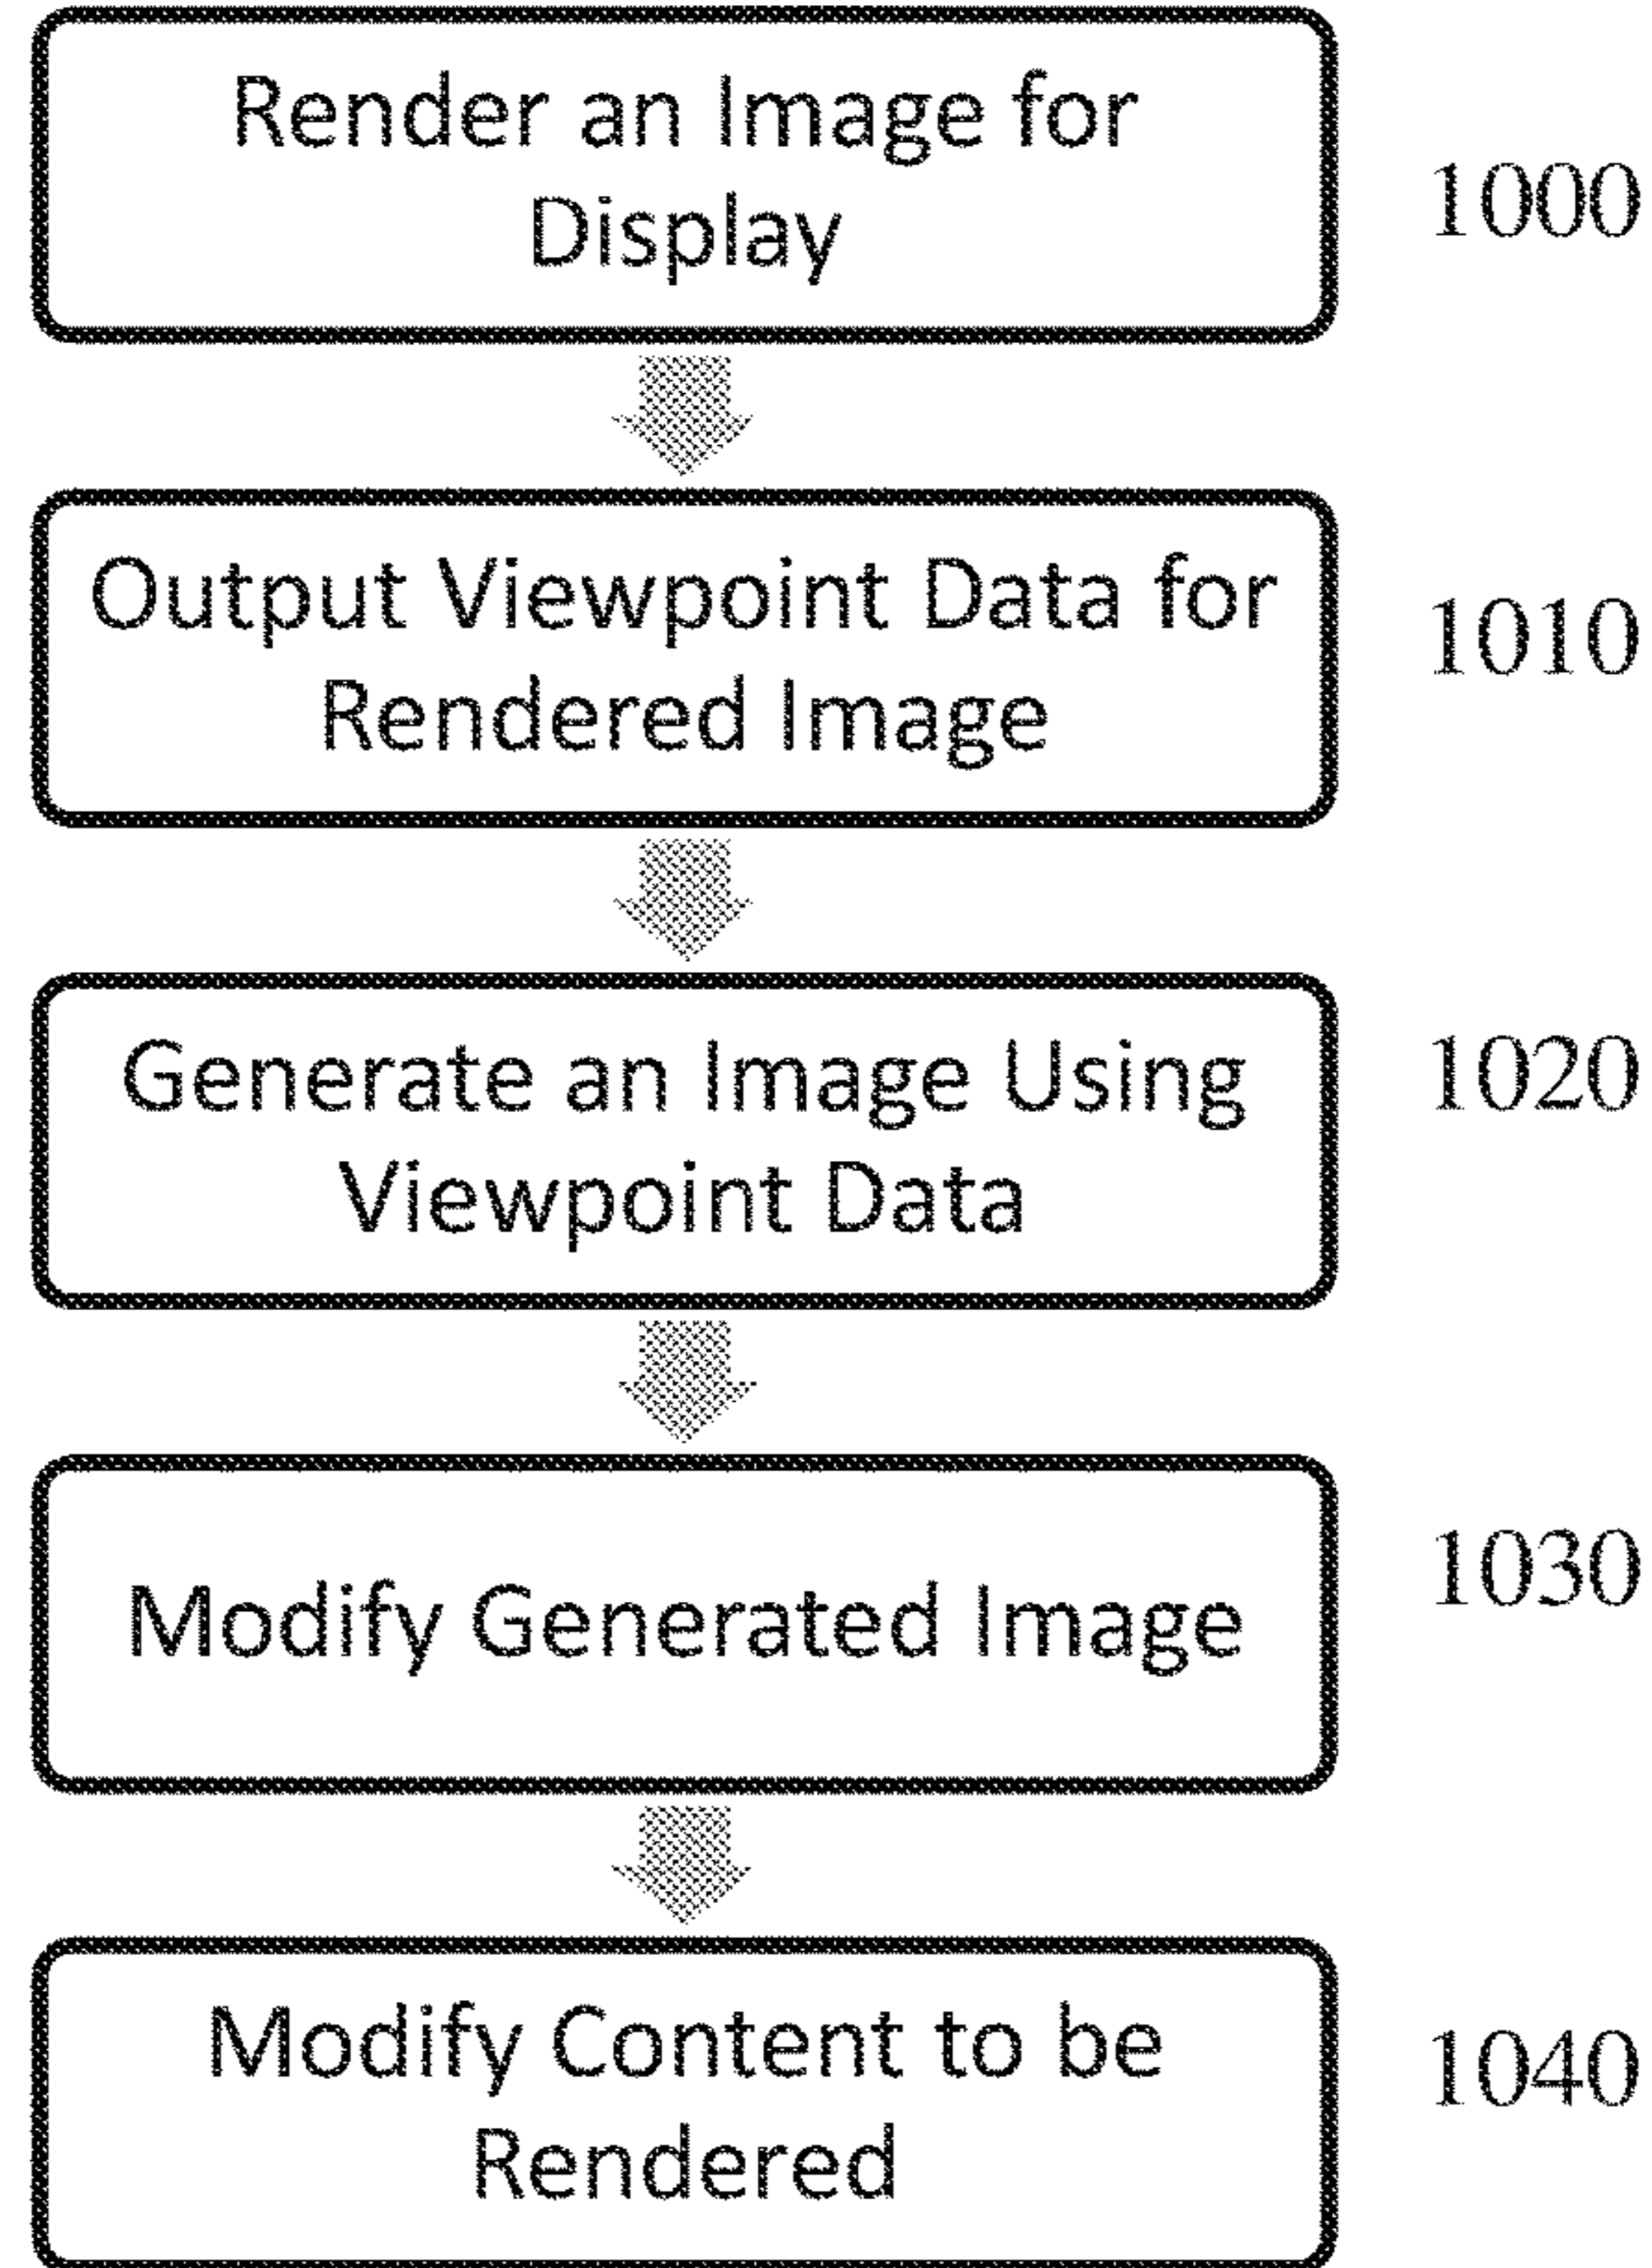 Render an Image for
Display
1000
Output Viewpoint Data for
Rendered Image
1010
Generate an Image Using
Viewpoint Data
1020
Modify Generated Image
1030
Modify Content to be
Rendered
1040